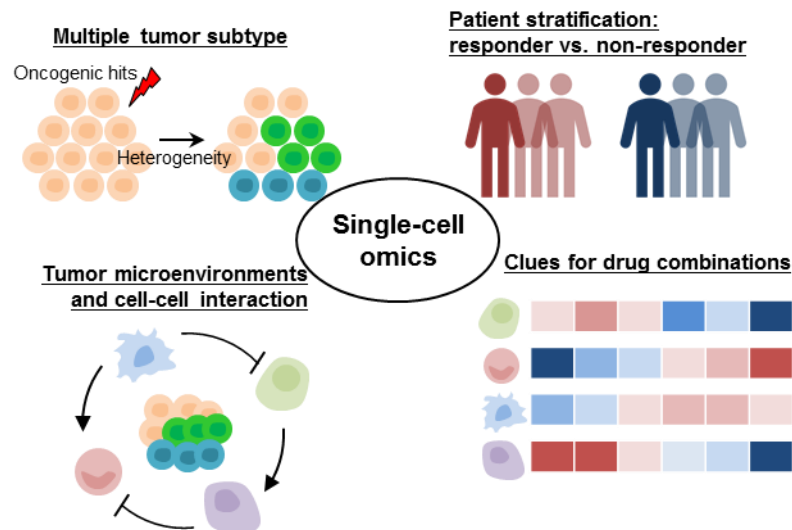 Multiple tumor subtype
Oncogenic hits
Heterogeneity
Patient stratification:
responder vs. non-responder
Single-cell
omics
Tumor microenvironments
and cell-cell interaction
Clues for drug combinations